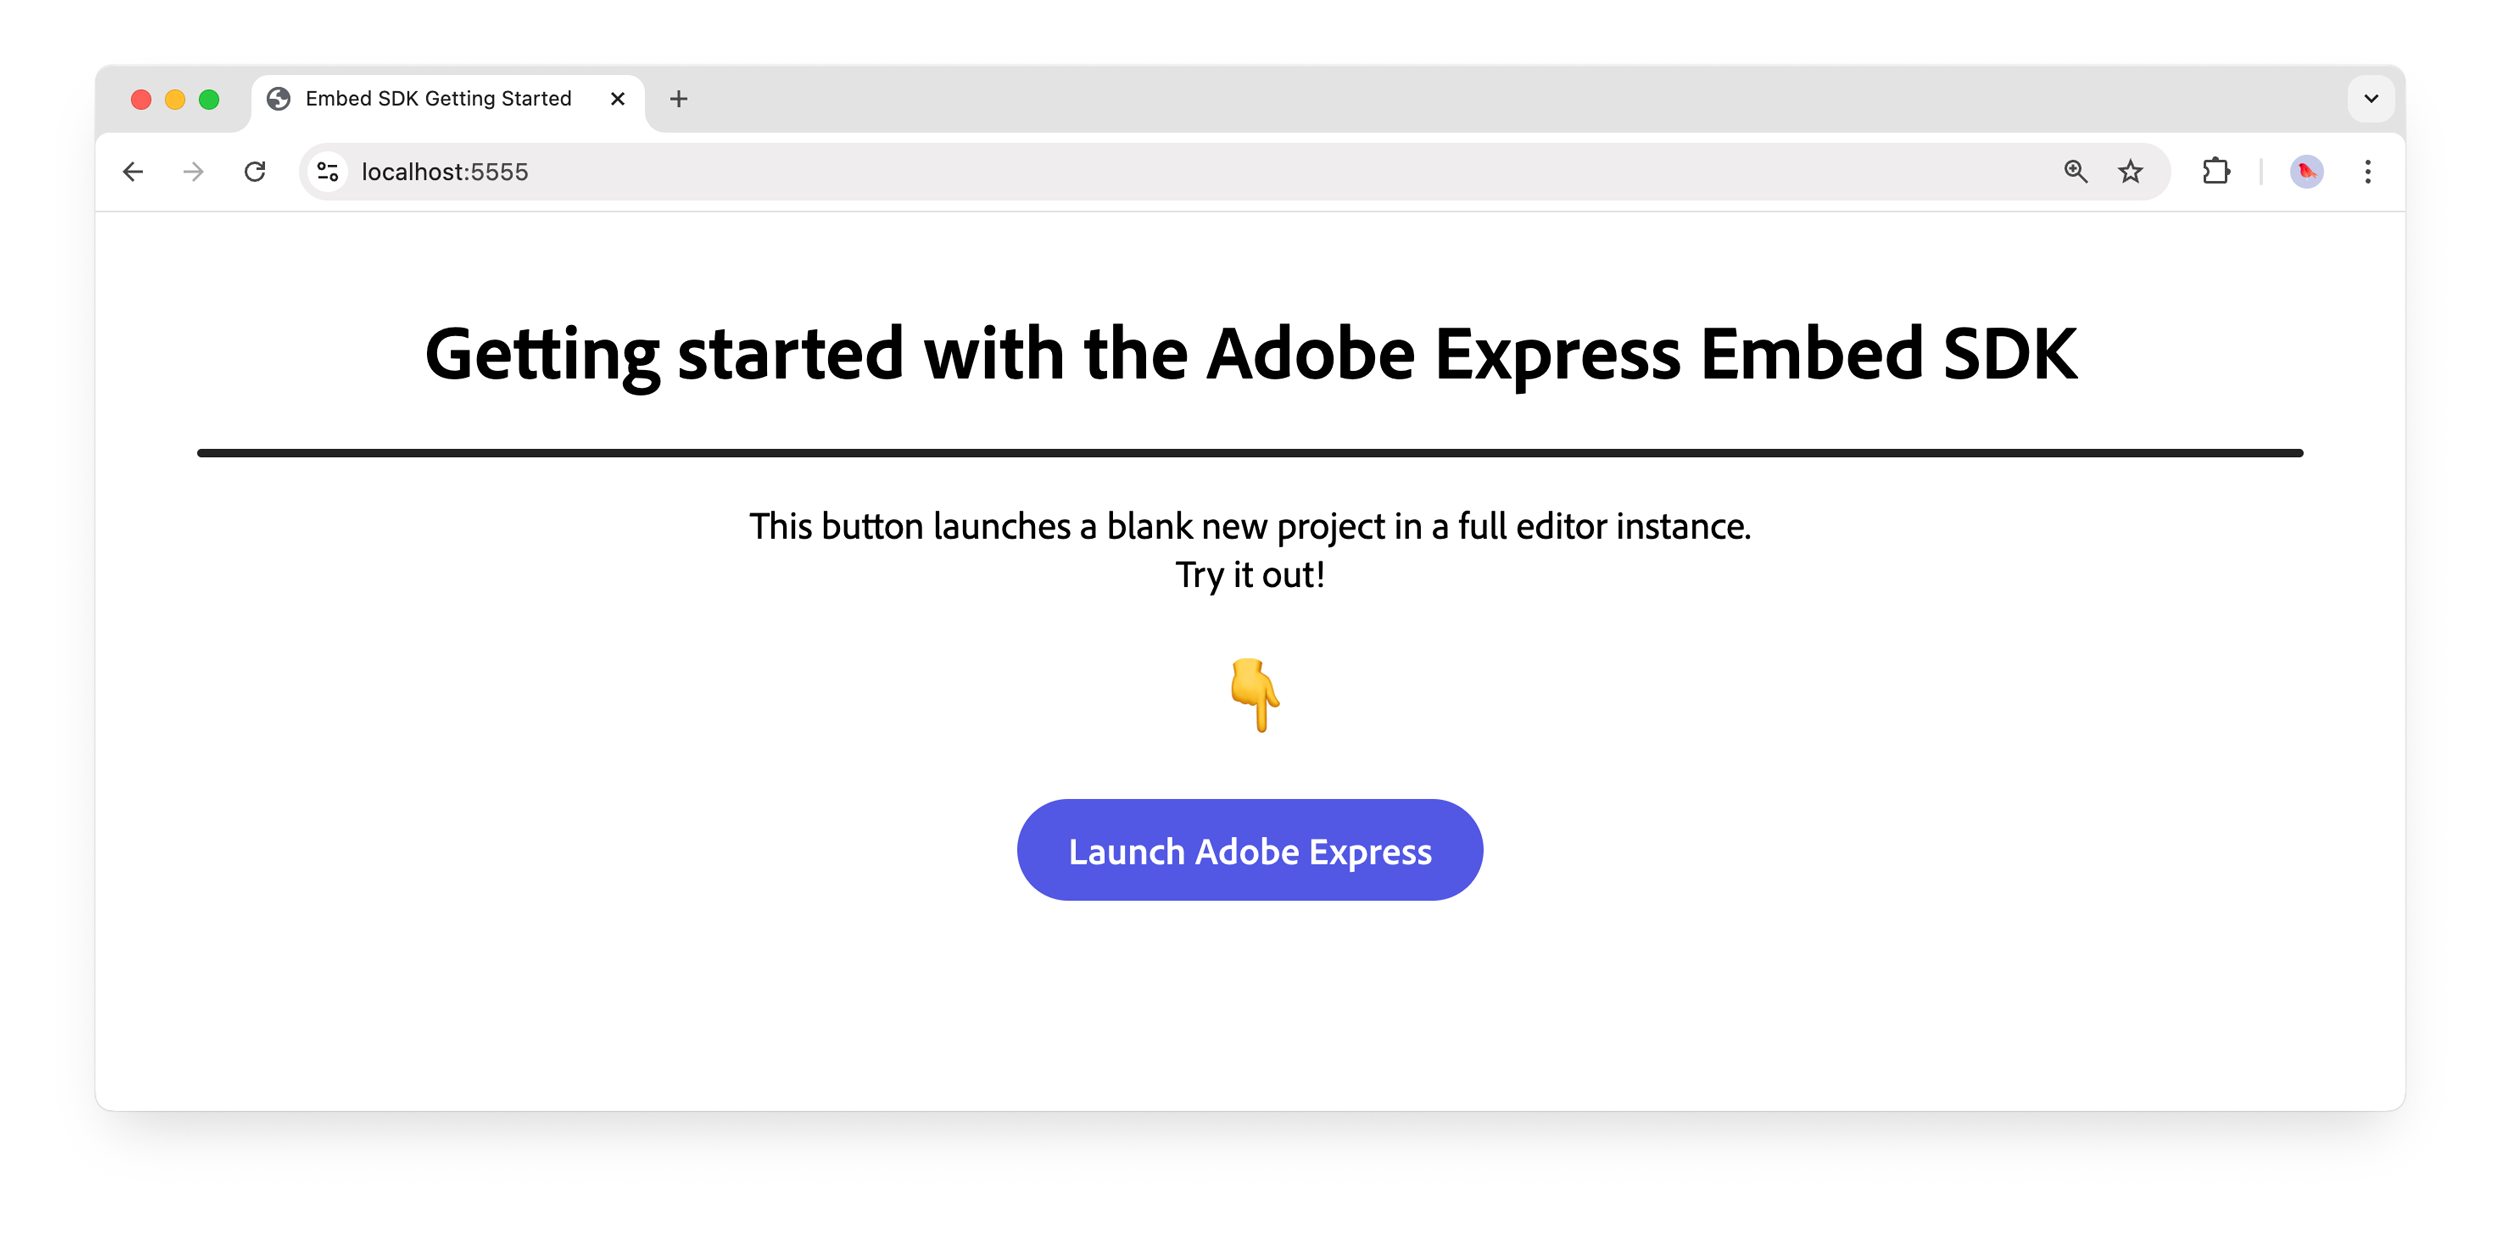 Embed SDK Getting Started
localhost:5555
Getting started with the Adobe Express Embed SDK
This button launches a blank new project in a full editor instance.
Try it out!
Launch Adobe Express